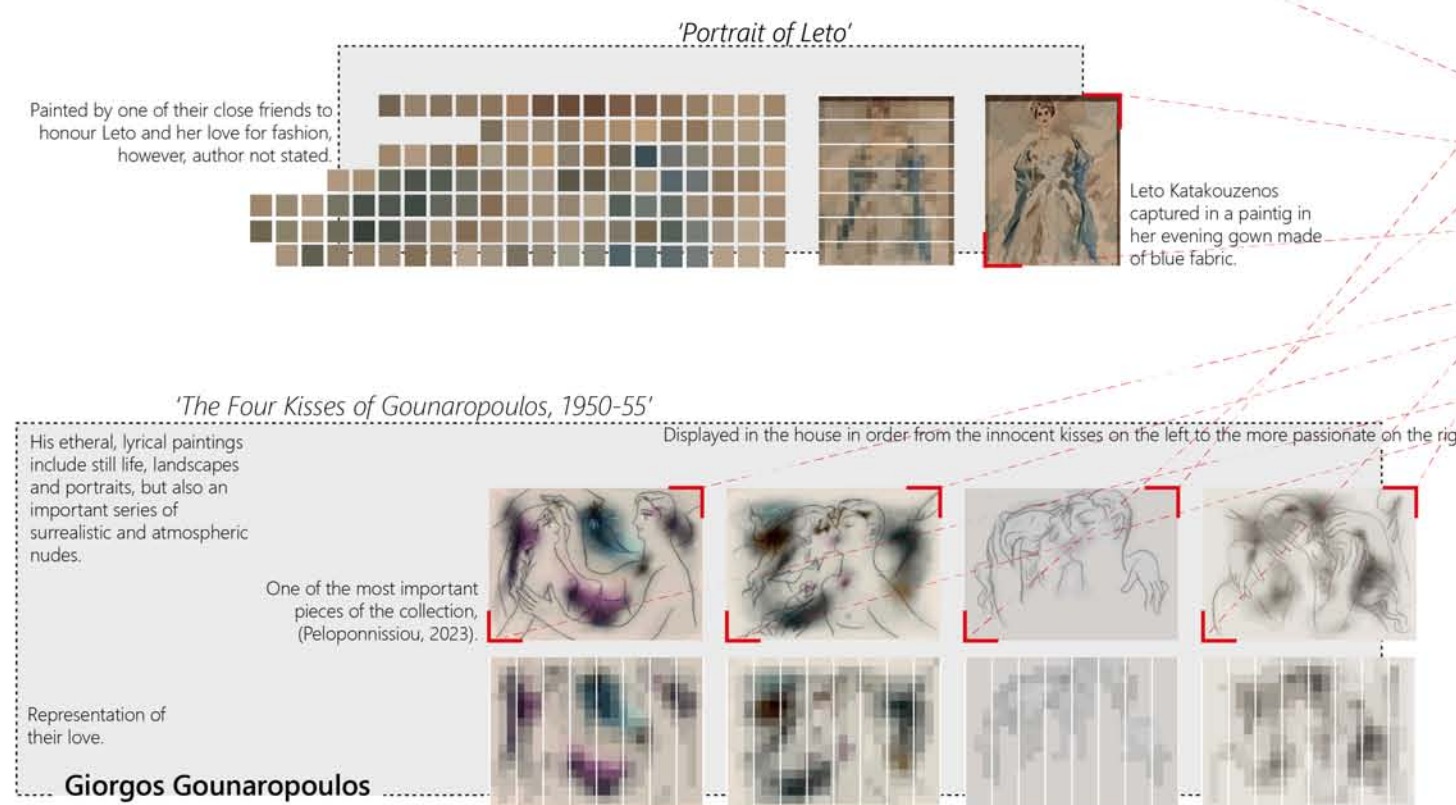 'Portrait of Leto'
Painted by one of their close friends to
honour Leto and her love for fashion,
however, author not stated.
Leto Katakouzenos
captured in a paintig in
her evening gown made
of blue fabric.
'The Four Kisses of Gounaropoulos, 1950-55'
His etheral, lyrical paintings
include still life, landscapes
and portraits, but also an
important series of
surrealistic and atmospheric
nudes.
Displayed in the house in order from the innocent kisses on the left to the more passionate on the
One of the most important
pieces of the collection,
(Peloponnissiou, 2023).
Representation of
their love.
Giorgos Gounaropoulos